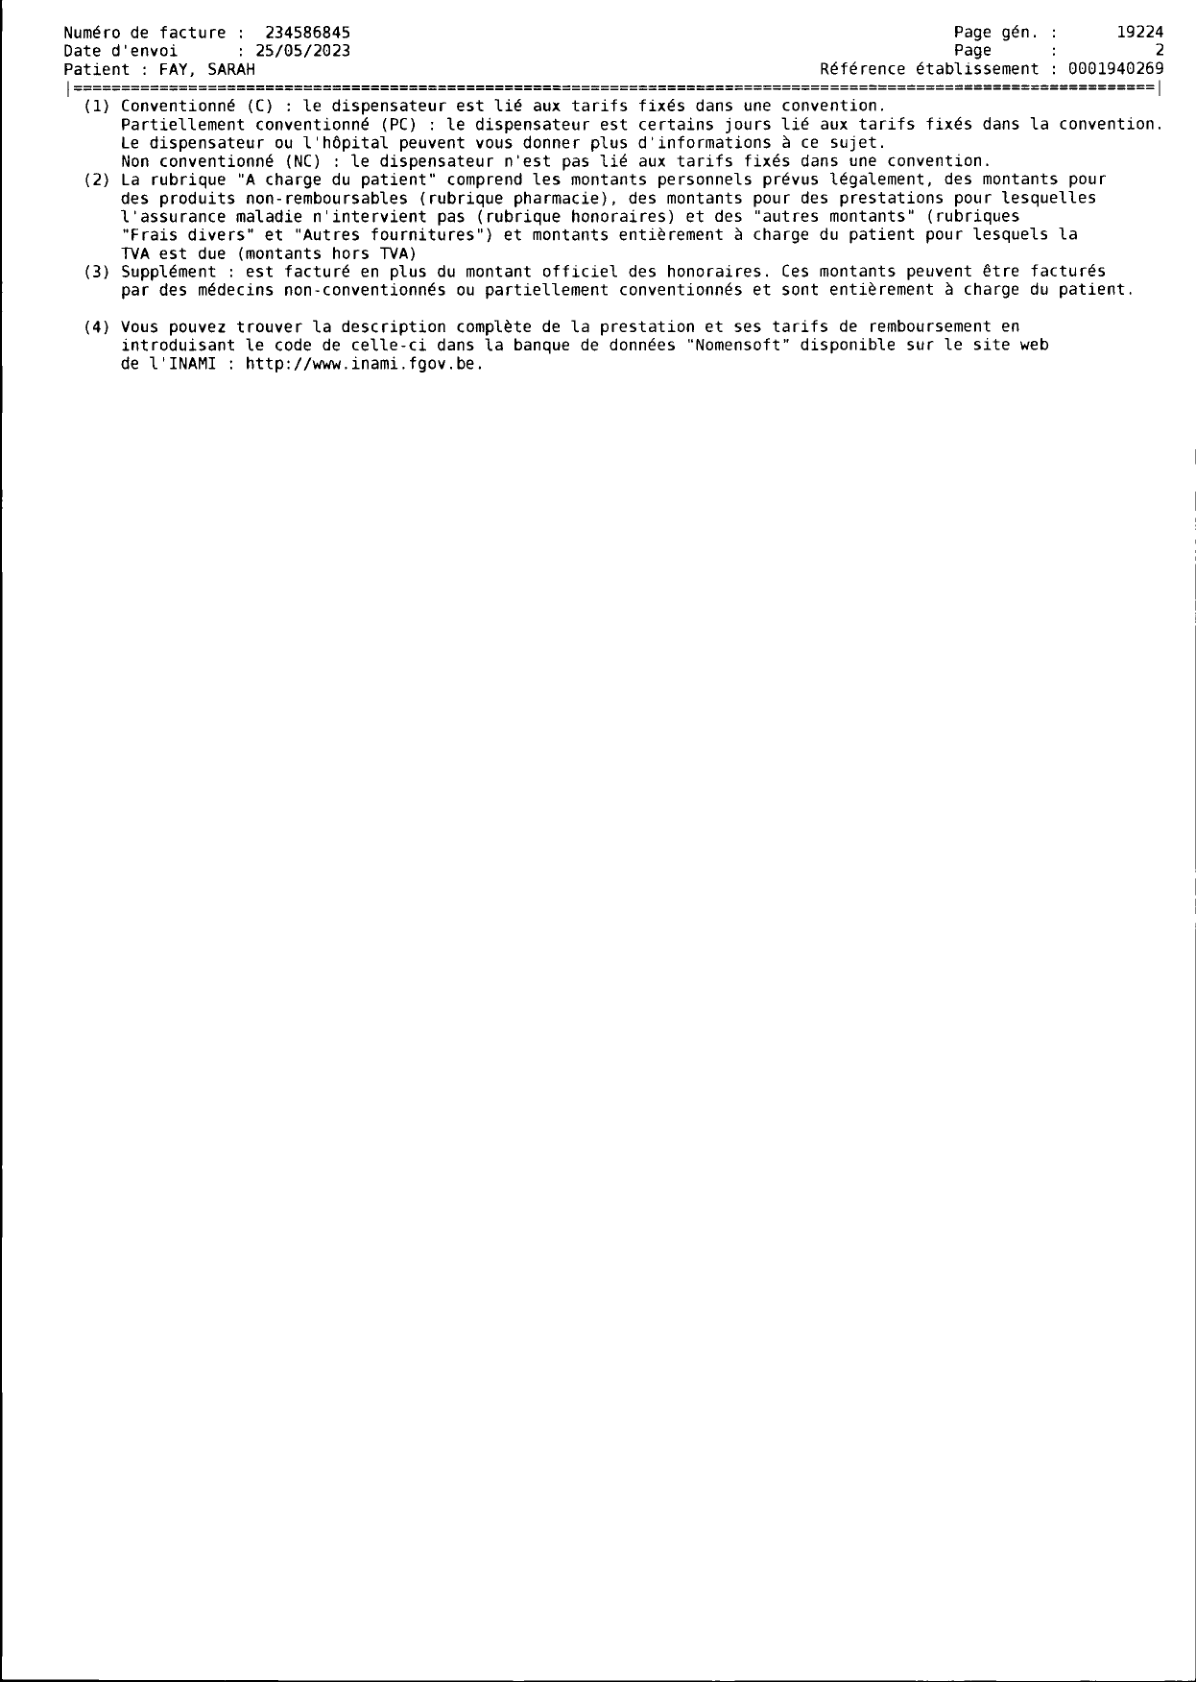 Numéro de facture :  234586845                                                               Page gén. :      19224
Date d'envoi      : 25/05/2023                                                               Page      :          2
Patient : FAY, SARAH                                                           Référence établissement : 0001940269
|=================================================================================================================|
(1) Conventionné (C) : le dispensateur est lié aux tarifs fixés dans une convention.
Partiellement conventionné (PC) : le dispensateur est certains jours lié aux tarifs fixés dans la convention.
Le dispensateur ou l'hôpital peuvent vous donner plus d'informations à ce sujet.
Non conventionné (NC) : le dispensateur n'est pas lié aux tarifs fixés dans une convention.
(2) La rubrique "A charge du patient" comprend les montants personnels prévus légalement, des montants pour
des produits non-remboursables (rubrique pharmacie), des montants pour des prestations pour lesquelles
l'assurance maladie n'intervient pas (rubrique honoraires) et des "autres montants" (rubriques
"Frais divers" et "Autres fournitures") et montants entièrement à charge du patient pour lesquels la
TVA est due (montants hors TVA)
(3) Supplément : est facturé en plus du montant officiel des honoraires. Ces montants peuvent être facturés
par des médecins non-conventionnés ou partiellement conventionnés et sont entièrement à charge du patient.
(4) Vous pouvez trouver la description complète de la prestation et ses tarifs de remboursement en
introduisant le code de celle-ci dans la banque de données "Nomensoft" disponible sur le site web
de l'INAMI : http://www.inami.fgov.be.